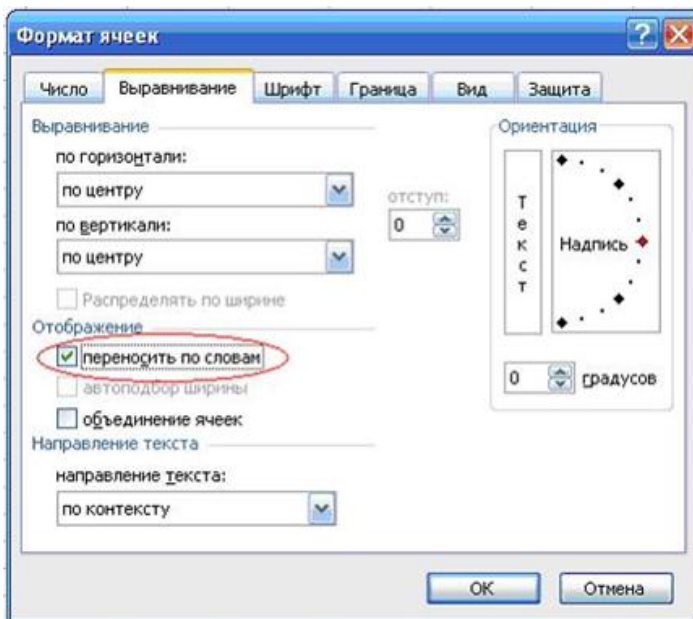 Формат ячеек
Число Выравнивание Шрифт Граница Вид Защита
Выравнивание
по горизонтали:
по центру
отступ:
0
по вертикали:
по центру
Распределять по ширине
Отображение
переносить по словам
автоподбор ширины
объединение ячеек
Направление текста
направление текста:
по контексту
Ориентация
Текст
Надпись
0 градусов
ОК Отмена